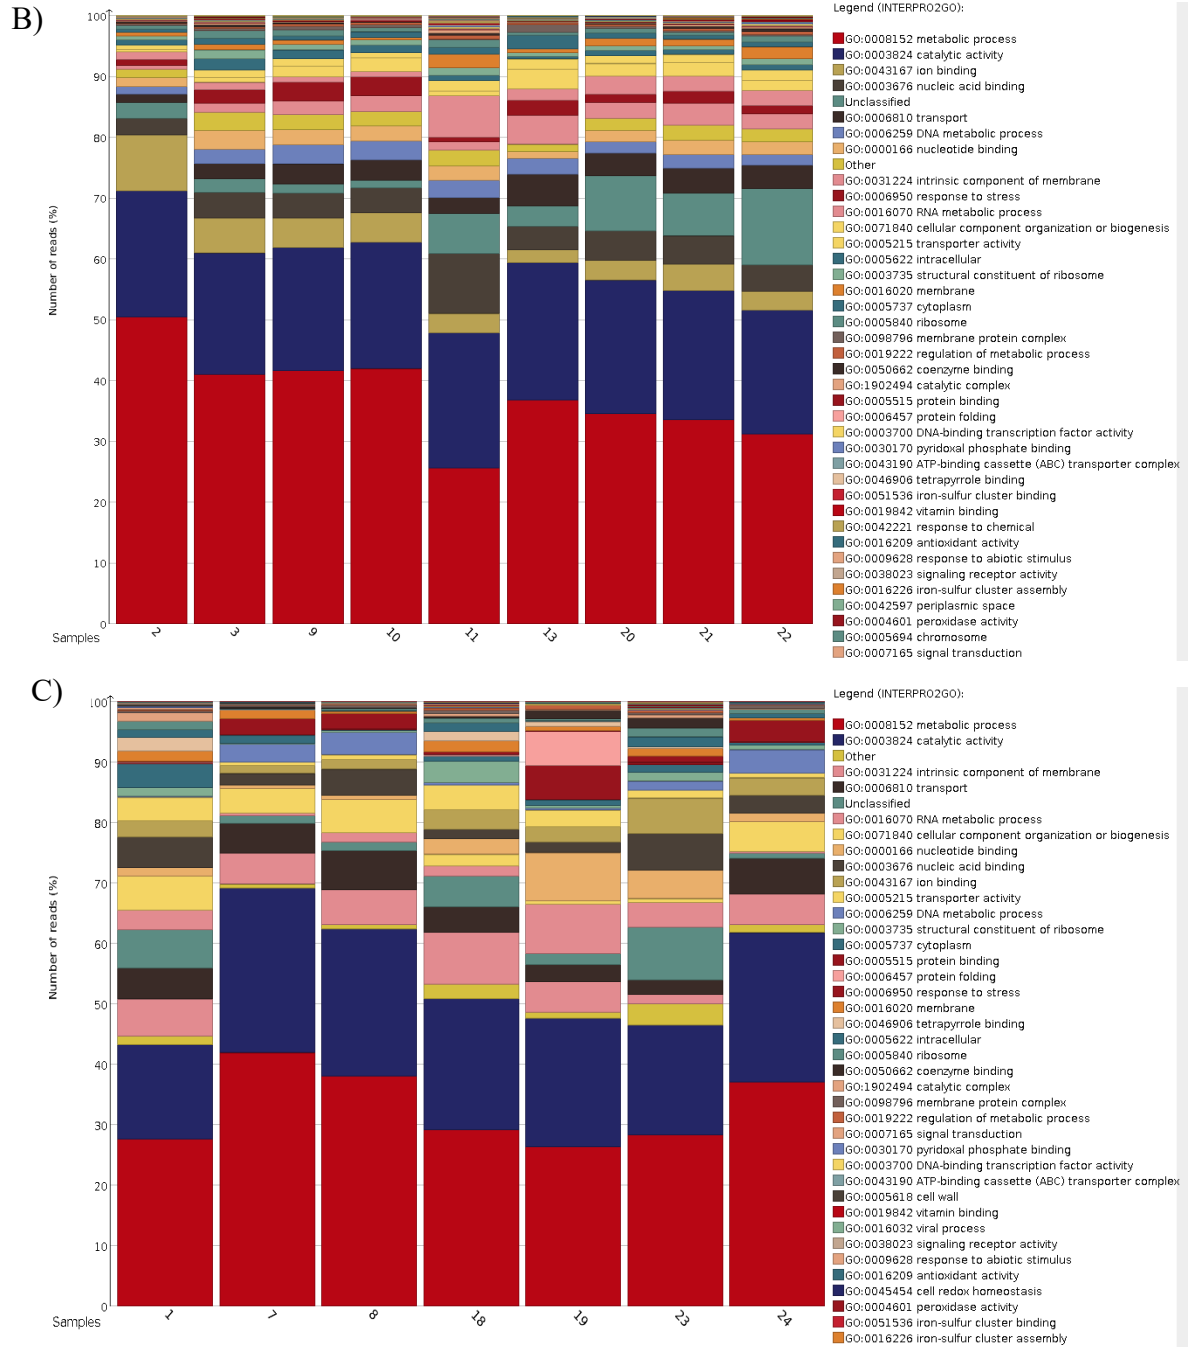 B)
Legend (INTERPRO2GO):
GO:0008152 metabolic process
GO:0003824 catalytic activity
GO:0043167 ion binding
GO:0003676 nucleic acid binding
Unclassified
GO:0006810 transport
GO:0006259 DNA metabolic process
GO:0000166 nucleotide binding
Other
GO:0031224 intrinsic component of membrane
GO:0006950 response to stress
GO:0016070 RNA metabolic process
GO:0071840 cellular component organization or biogenesis
GO:0005215 transporter activity
GO:0005622 intracellular
GO:0003735 structural constituent of ribosome
GO:0016020 membrane
GO:0005737 cytoplasm
GO:0005840 ribosome
GO:0098796 membrane protein complex
GO:0019222 regulation of metabolic process
GO:0050662 coenzyme binding
GO:1902494 catalytic complex
GO:0005515 protein binding
GO:0006457 protein folding
GO:0003700 DNA-binding transcription factor activity
GO:0030170 pyridoxal phosphate binding
GO:0043190 ATP-binding cassette (ABC) transporter complex
GO:0046906 tetrapyrrole binding
GO:0051536 iron-sulfur cluster binding
GO:0019842 vitamin binding
GO:0042221 response to chemical
GO:0016209 antioxidant activity
GO:0009628 response to abiotic stimulus
GO:0038023 signaling receptor activity
GO:0016226 iron-sulfur cluster assembly
GO:0042597 periplasmic space
GO:0004601 peroxidase activity
GO:0005694 chromosome
GO:0007165 signal transduction
Number of reads (%)
100
90
80
70
60
50
40
30
20
10
0
Samples
2 3 9 10 11 13 20 21 22
C)
Legend (INTERPRO2GO):
GO:0008152 metabolic process
GO:0003824 catalytic activity
Other
GO:0031224 intrinsic component of membrane
GO:0006810 transport
Unclassified
GO:0016070 RNA metabolic process
GO:0071840 cellular component organization or biogenesis
GO:0000166 nucleotide binding
GO:0003676 nucleic acid binding
GO:0043167 ion binding
GO:0005215 transporter activity
GO:0006259 DNA metabolic process
GO:0003735 structural constituent of ribosome
GO:0005737 cytoplasm
GO:0005515 protein binding
GO:0006457 protein folding
GO:0006950 response to stress
GO:0016020 membrane
GO:0046906 tetrapyrrole binding
GO:0005622 intracellular
GO:0005840 ribosome
GO:0050662 coenzyme binding
GO:1902494 catalytic complex
GO:0098796 membrane protein complex
GO:0019222 regulation of metabolic process
GO:0007165 signal transduction
GO:0030170 pyridoxal phosphate binding
GO:0003700 DNA-binding transcription factor activity
GO:0043190 ATP-binding cassette (ABC) transporter complex
GO:0005618 cell wall
GO:0019842 vitamin binding
GO:0016032 viral process
GO:0038023 signaling receptor activity
GO:0009628 response to abiotic stimulus
GO:0016209 antioxidant activity
GO:0045454 cell redox homeostasis
GO:0004601 peroxidase activity
GO:0051536 iron-sulfur cluster binding
GO:0016226 iron-sulfur cluster assembly
Number of reads (%)
100
90
80
70
60
50
40
30
20
10
0
Samples
1 7 8 18 19 23 24